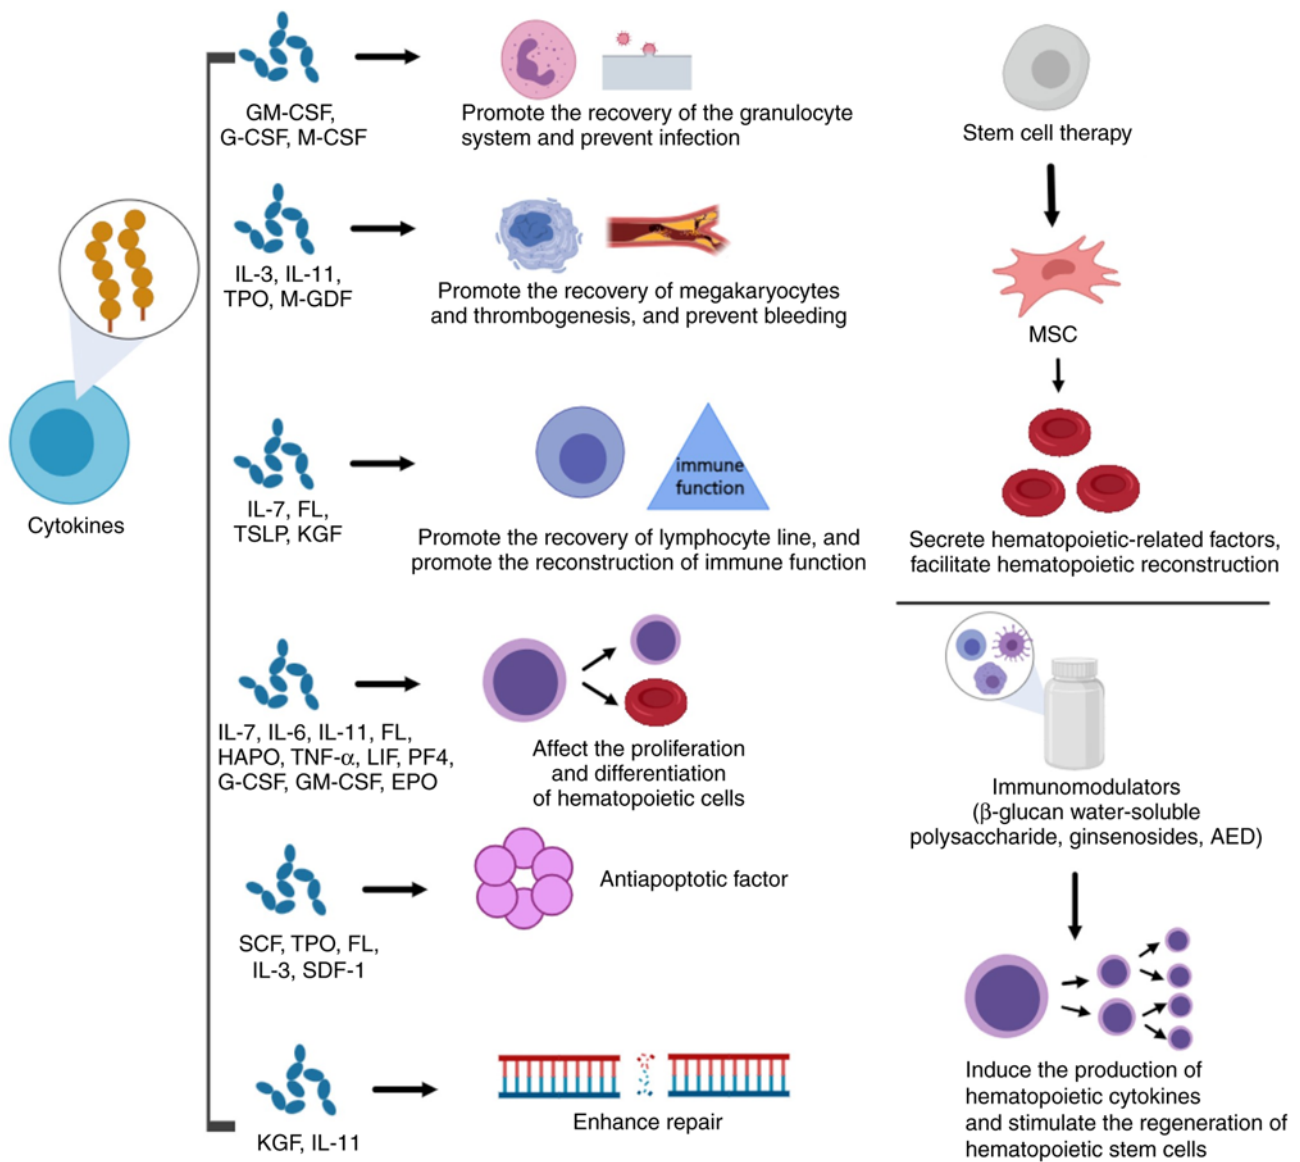 GM-CSF,
G-CSF, M-CSF
Promote the recovery of the granulocyte
system and prevent infection
IL-3, IL-11,
TPO, M-GDF
Promote the recovery of megakaryocytes
and thrombogenesis, and prevent bleeding
Cytokines
IL-7, FL,
TSLP, KGF
immune
function
Promote the recovery of lymphocyte line, and
promote the reconstruction of immune function
IL-7, IL-6, IL-11, FL,
HAPO, TNF-α, LIF, PF4,
G-CSF, GM-CSF, EPO
Affect the proliferation
and differentiation
of hematopoietic cells
SCF, TPO, FL,
IL-3, SDF-1
Antiapoptotic factor
KGF, IL-11
Enhance repair
Stem cell therapy
MSC
Secrete hematopoietic-related factors,
facilitate hematopoietic reconstruction
Immunomodulators
(β-glucan water-soluble
polysaccharide, ginsenosides, AED)
Induce the production of
hematopoietic cytokines
and stimulate the regeneration of
hematopoietic stem cells